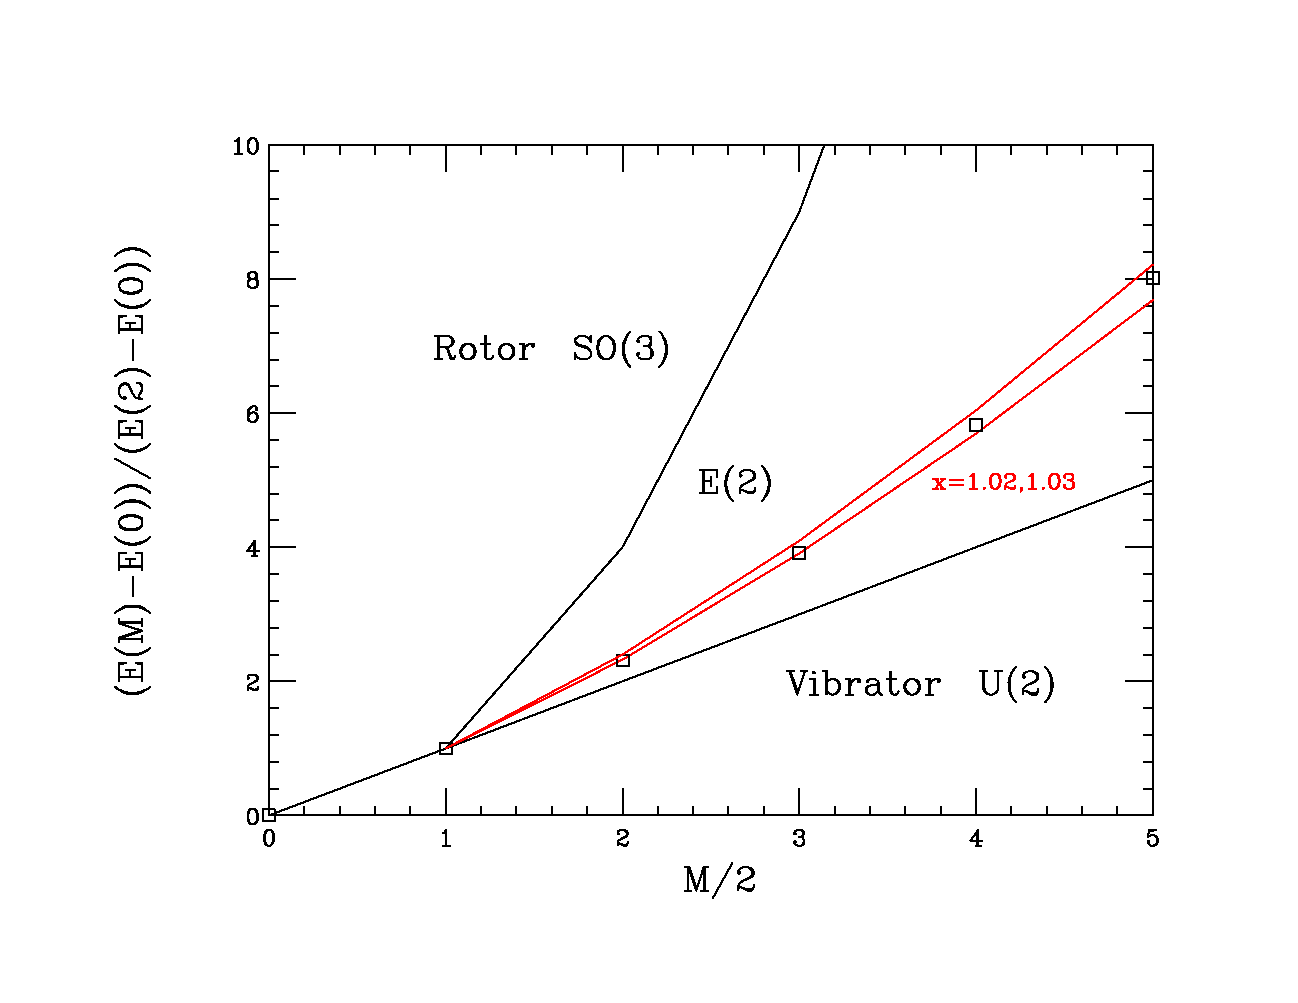 10
8
6
4
2
0
(E(M)-E(0))/(E(2)-E(0))
Rotor SO(3)
E(2)
x=1.02,1.03
Vibrator U(2)
0 1 2 3 4 5
M/2